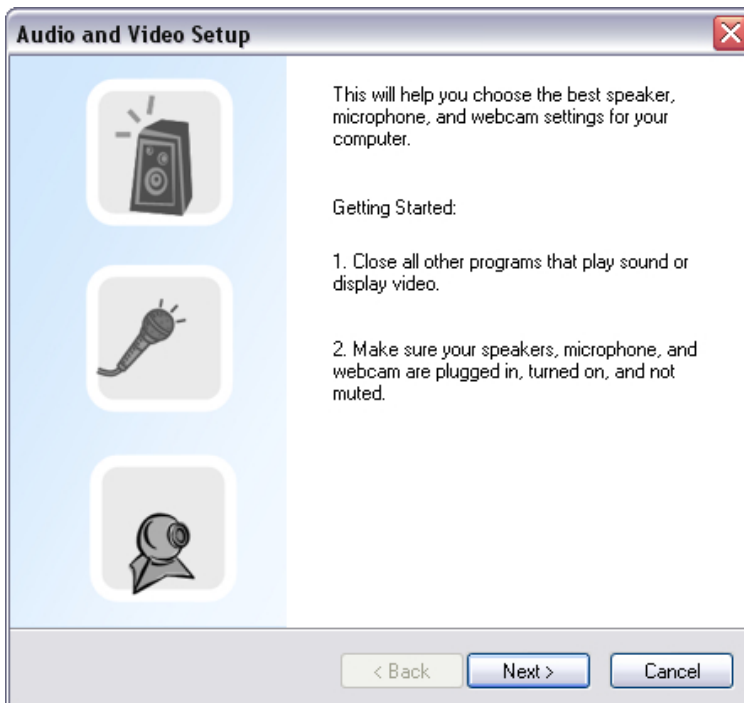 Audio and Video Setup
This will help you choose the best speaker,
microphone, and webcam settings for your
computer.
Getting Started:
1. Close all other programs that play sound or
display video.
2. Make sure your speakers, microphone, and
webcam are plugged in, turned on, and not
muted.
< Back Next > Cancel